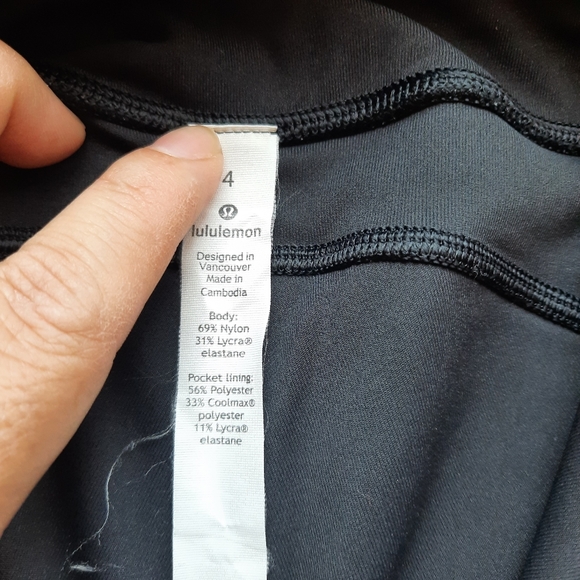 4
lululemon
Designed in
Vancouver
Made in
Cambodia
Body:
69% Nylon
31% Lycra®
elastane
Pocket lining:
56% Polyester
33% Coolmax®
polyester
11% Lycra®
elastane